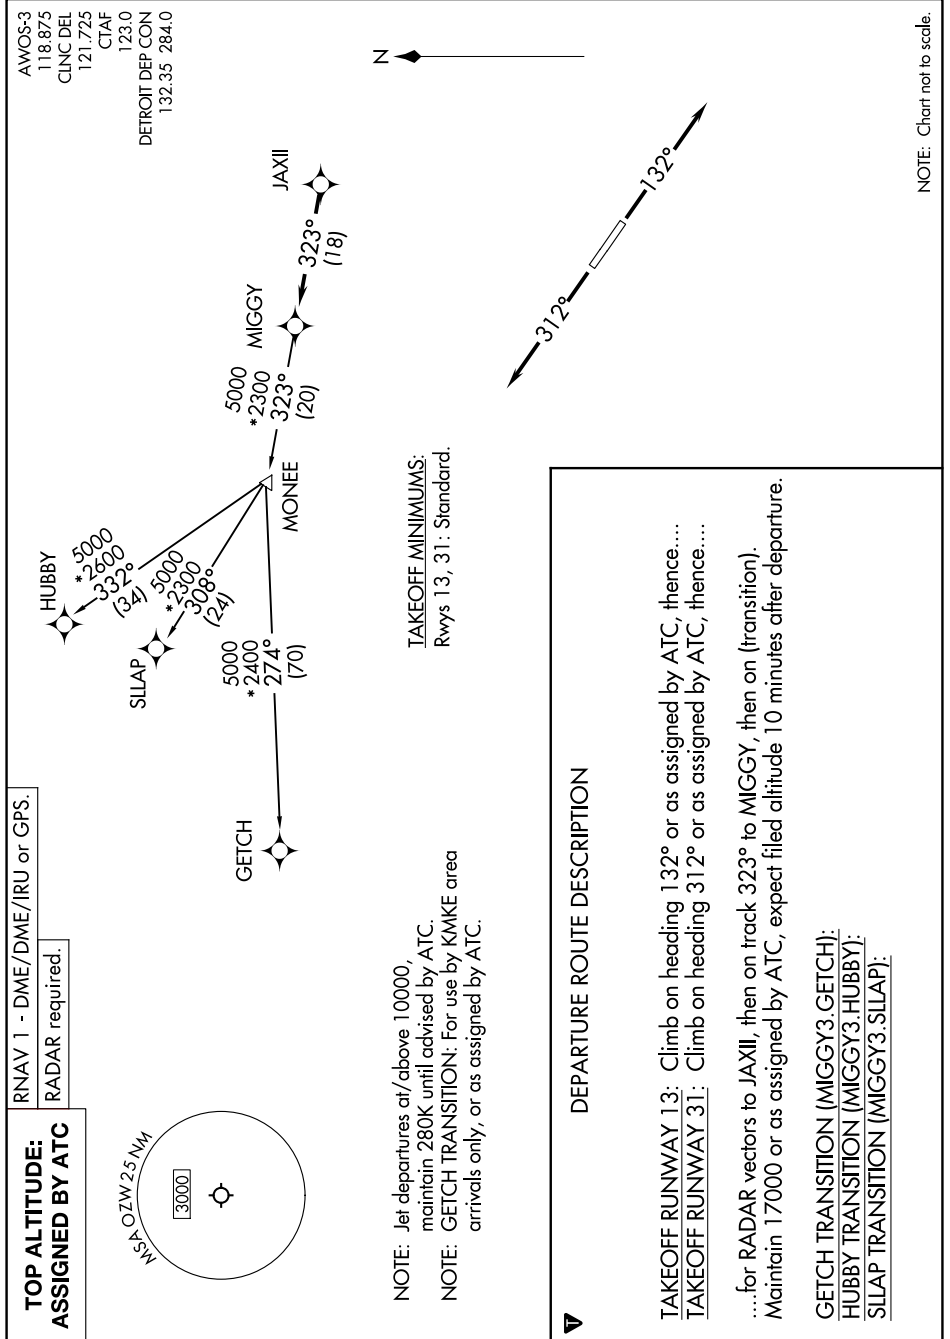 TOP ALTITUDE:
ASSIGNED BY ATC
RNAV 1 - DME/DME/IRU or GPS.
RADAR required.
AWOS-3
118.875
CLNC DEL
121.725
CTAF
123.0
DETROIT DEP CON
132.35 284.0
MSA OZW 25 NM
3000
HUBBY
5000
*2600
332°
(34)
SLLAP
5000
*2300
308°
(24)
GETCH
5000
*2400
274°
(70)
MONEE
5000
*2300
323°
(20)
MIGGY
323°
(18)
JAXII
N
NOTE: Jet departures at/above 10000,
maintain 280K until advised by ATC.
NOTE: GETCH TRANSITION: For use by KMKE area
arrivals only, or as assigned by ATC.
TAKEOFF MINIMUMS:
Rwys 13, 31: Standard.
312°
132°
T
DEPARTURE ROUTE DESCRIPTION
TAKEOFF RUNWAY 13: Climb on heading 132° or as assigned by ATC, thence....
TAKEOFF RUNWAY 31: Climb on heading 312° or as assigned by ATC, thence....
....for RADAR vectors to JAXII, then on track 323° to MIGGY, then on (transition).
Maintain 17000 or as assigned by ATC, expect filed altitude 10 minutes after departure.
GETCH TRANSITION (MIGGY3.GETCH):
HUBBY TRANSITION (MIGGY3.HUBBY):
SLLAP TRANSITION (MIGGY3.SLLAP):
NOTE: Chart not to scale.